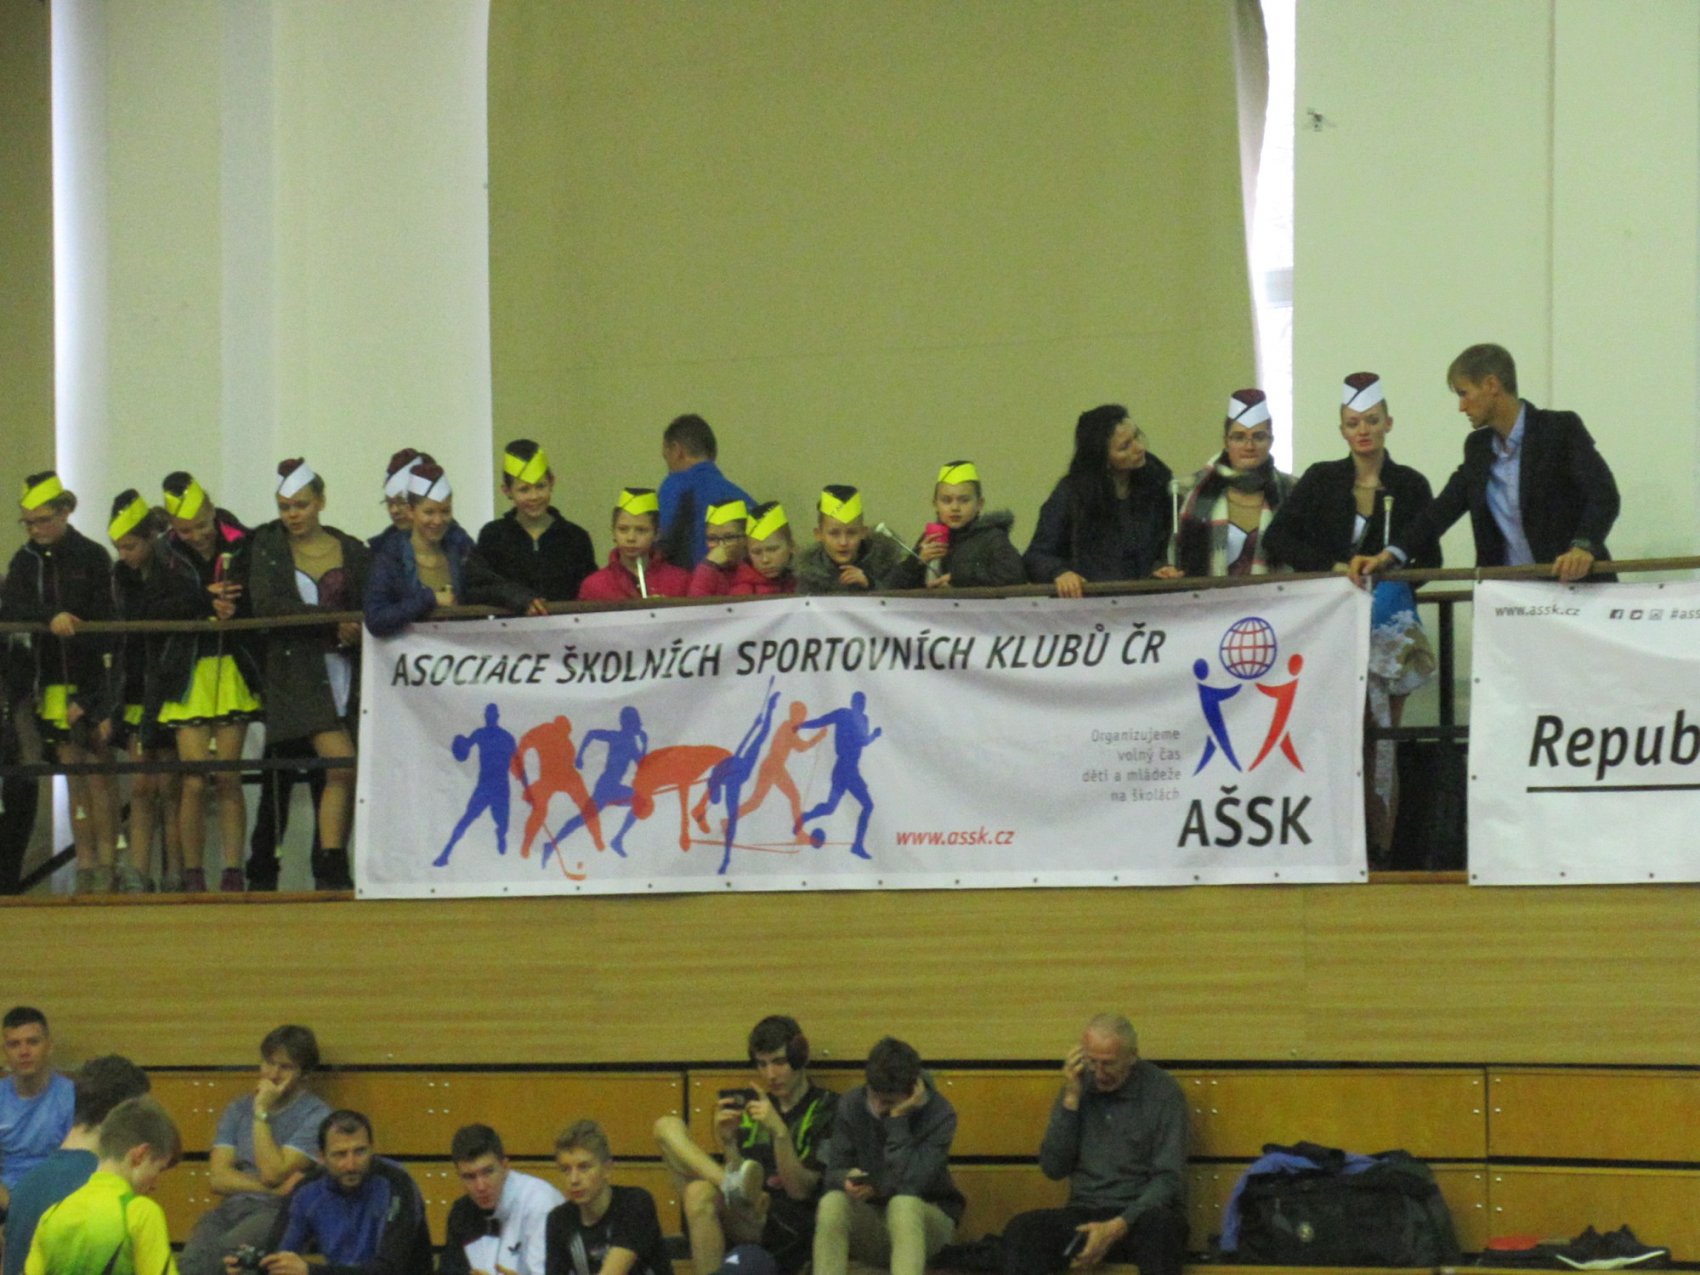 ASOCIACE ŠKOLNÍCH SPORTOVNÍCH KLUBŮ ČR
Organizujeme
volný čas
dětí a mládeže
na školách
www.assk.cz
AŠSK
www.assk.cz #ass
Repub